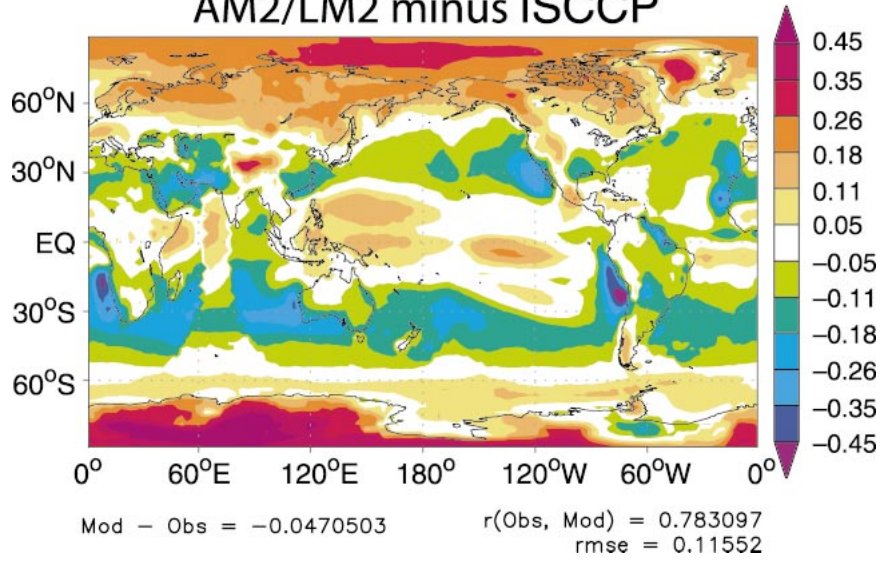 AM2/LM2 minus ISCCP
60°N
30°N
EQ
30°S
60°S
0° 60°E 120°E 180° 120°W 60°W 0°
0.45
0.35
0.26
0.18
0.11
0.05
−0.05
−0.11
−0.18
−0.26
−0.35
−0.45
Mod − Obs = −0.0470503
r(Obs, Mod) = 0.783097
rmse = 0.11552